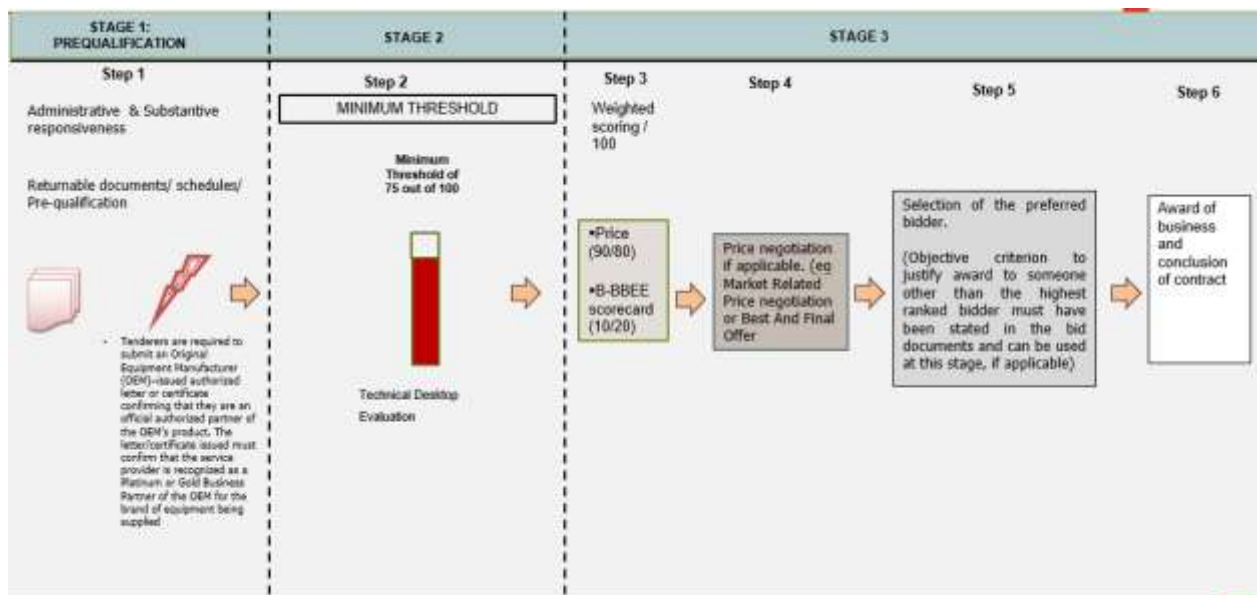 STAGE 1:
PREQUALIFICATION
STAGE 2
STAGE 3
Step 1
Administrative & Substantive
responsiveness
Returnable documents/ schedules/
Pre-qualification
• Tenderers are required to
submit an Original
Equipment Manufacturer
(OEM)-issued authorized
letter or certificate
confirming that they are an
official authorized partner of
the OEM's product. The
letter/certificate issued must
confirm that the service
provider is recognized as a
Platinum or Gold Business
Partner of the OEM for the
brand of equipment being
supplied
Step 2
MINIMUM THRESHOLD
Minimum
Threshold of
75 out of 100
Technical Desktop
Evaluation
Step 3
Weighted
scoring /
100
▪Price
(90/80)
▪B-BBEE
scorecard
(10/20)
Step 4
Price negotiation
if applicable. (eg
Market Related
Price negotiation
or Best And Final
Offer
Step 5
Selection of the preferred
bidder.
(Objective criterion to
justify award to someone
other than the highest
ranked bidder must have
been stated in the bid
documents and can be used
at this stage, if applicable)
Step 6
Award of
business
and
conclusion
of contract